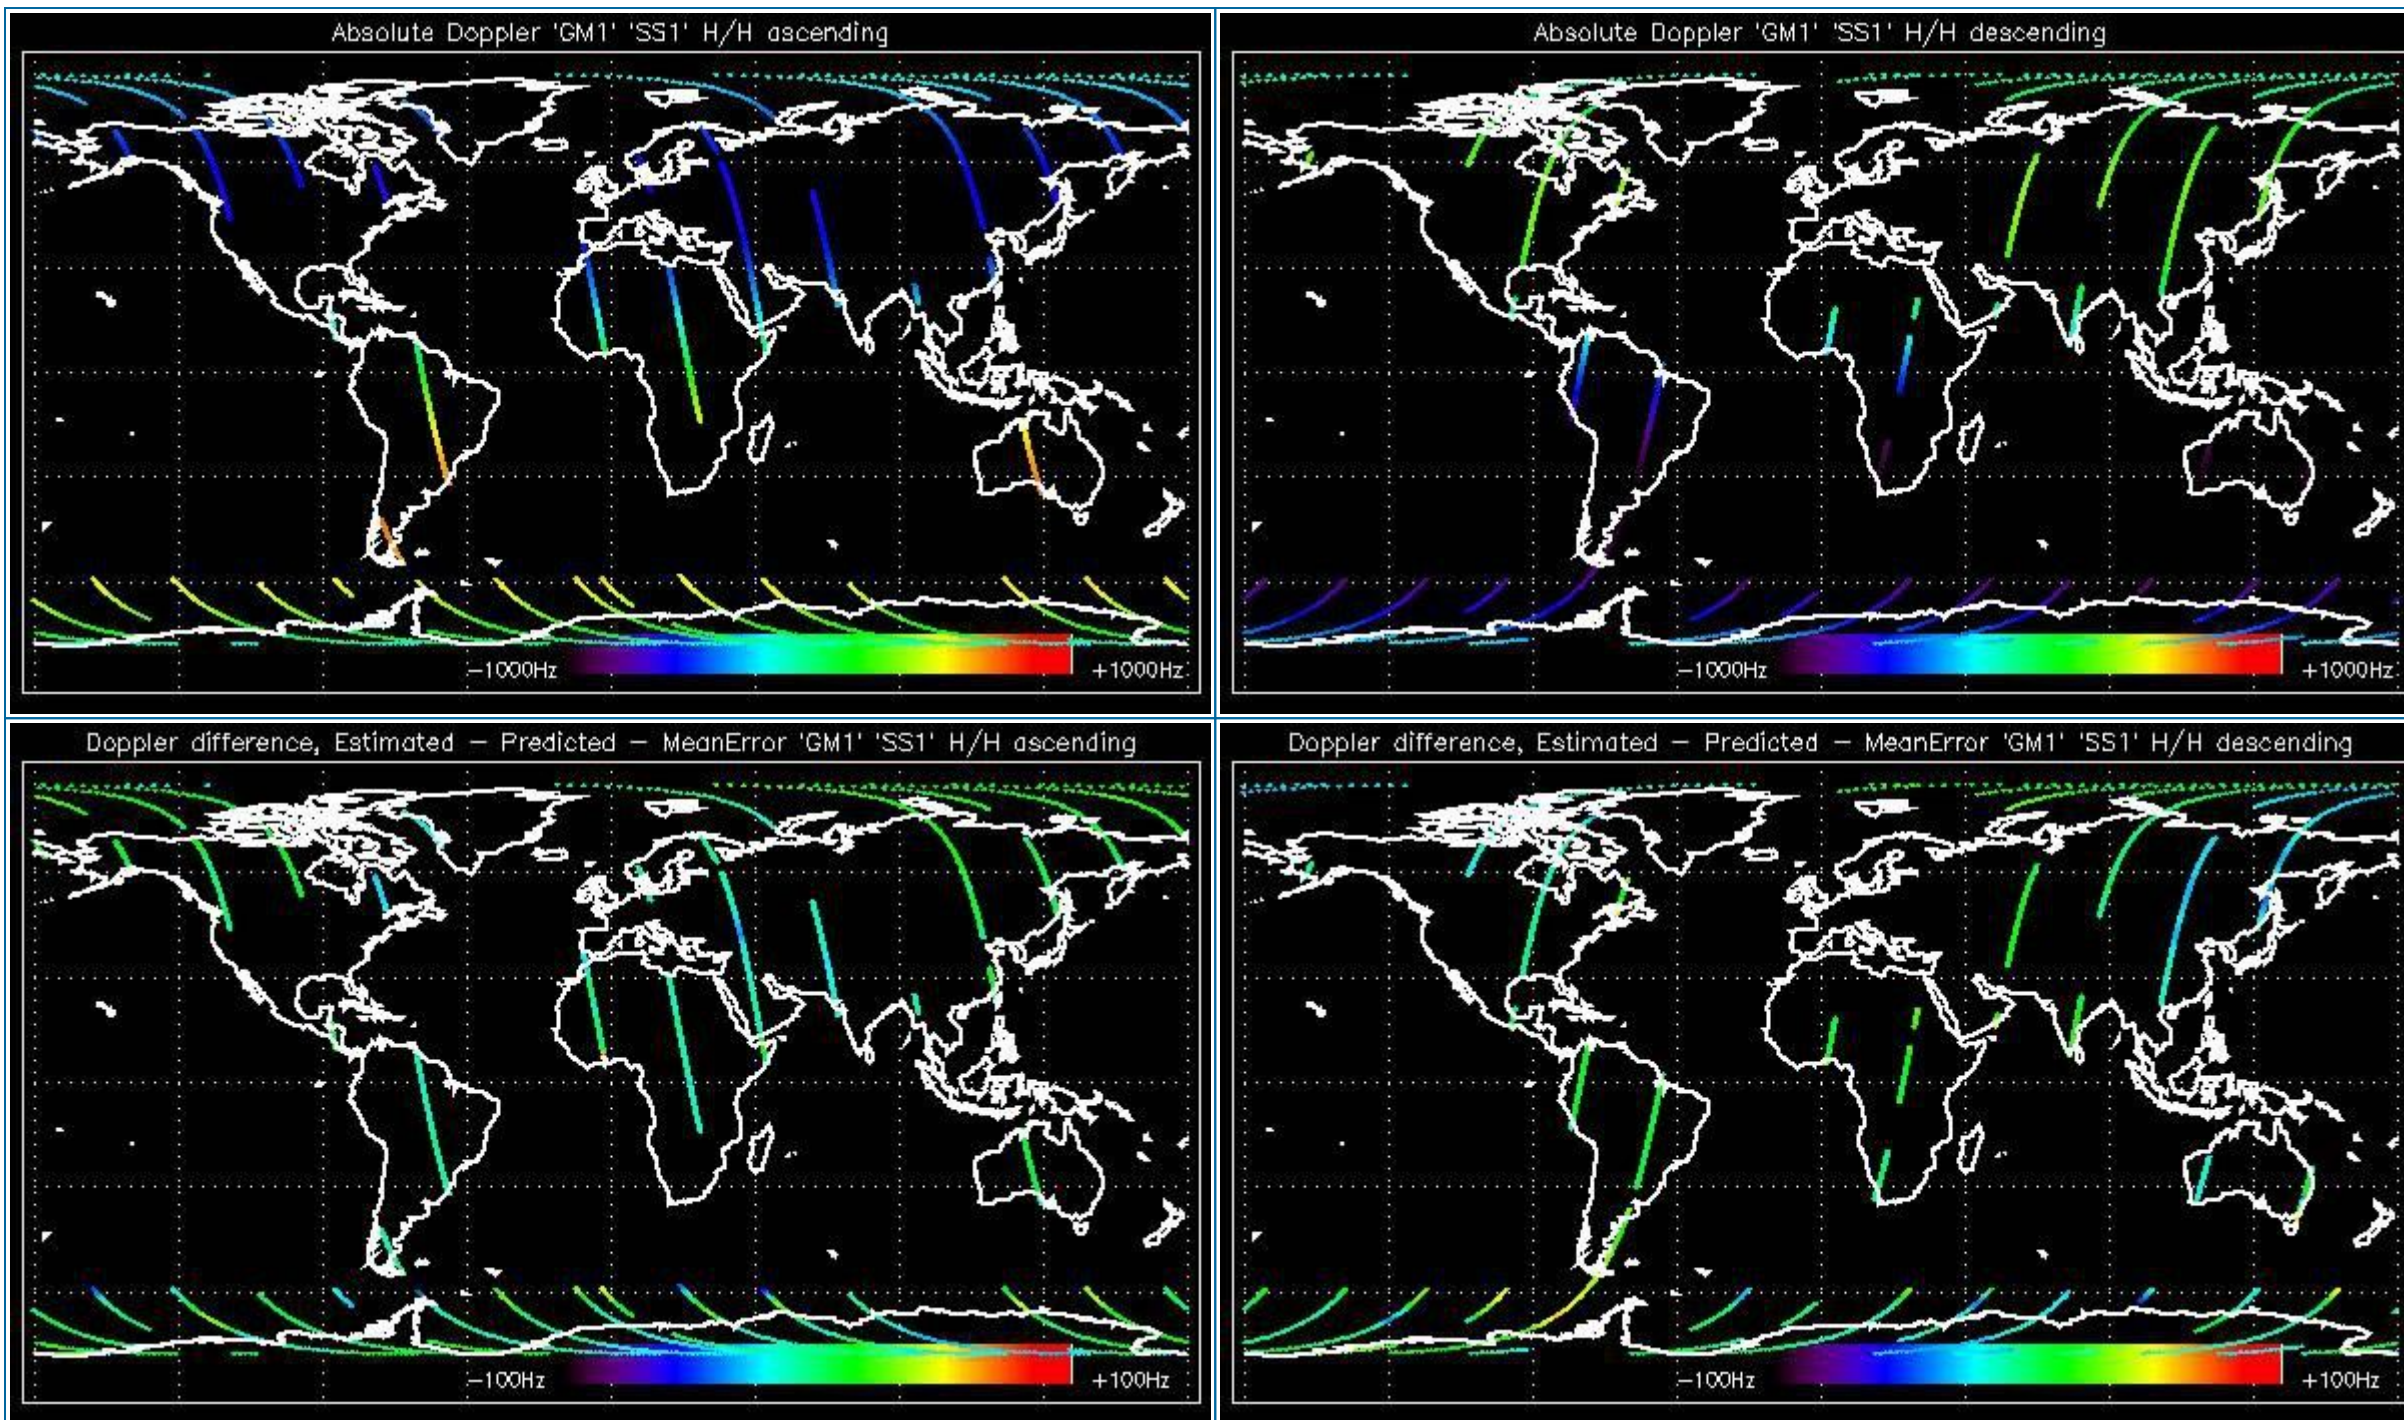 Absolute Doppler 'GM1' 'SS1' H/H ascending
−1000Hz
+1000Hz
Absolute Doppler 'GM1' 'SS1' H/H descending
−1000Hz
+1000Hz
Doppler difference, Estimated − Predicted − MeanError 'GM1' 'SS1' H/H ascending
−100Hz
+100Hz
Doppler difference, Estimated − Predicted − MeanError 'GM1' 'SS1' H/H descending
−100Hz
+100Hz